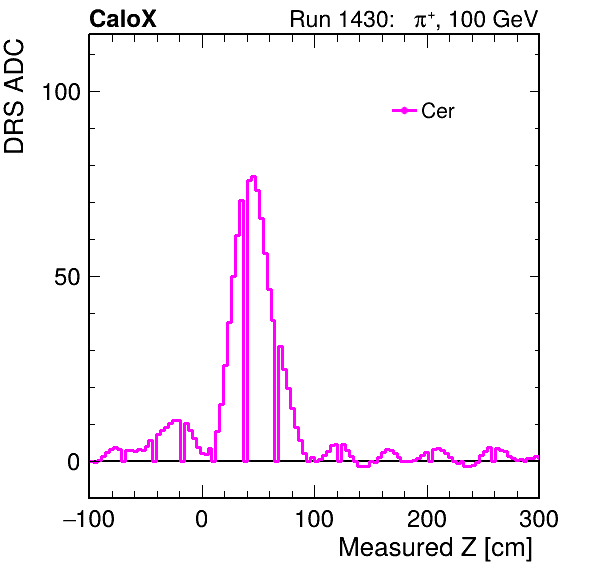 CaloX Run 1430: π⁺, 100 GeV
DRS ADC
Cer
100
50
0
−100 0 100 200 300
Measured Z [cm]